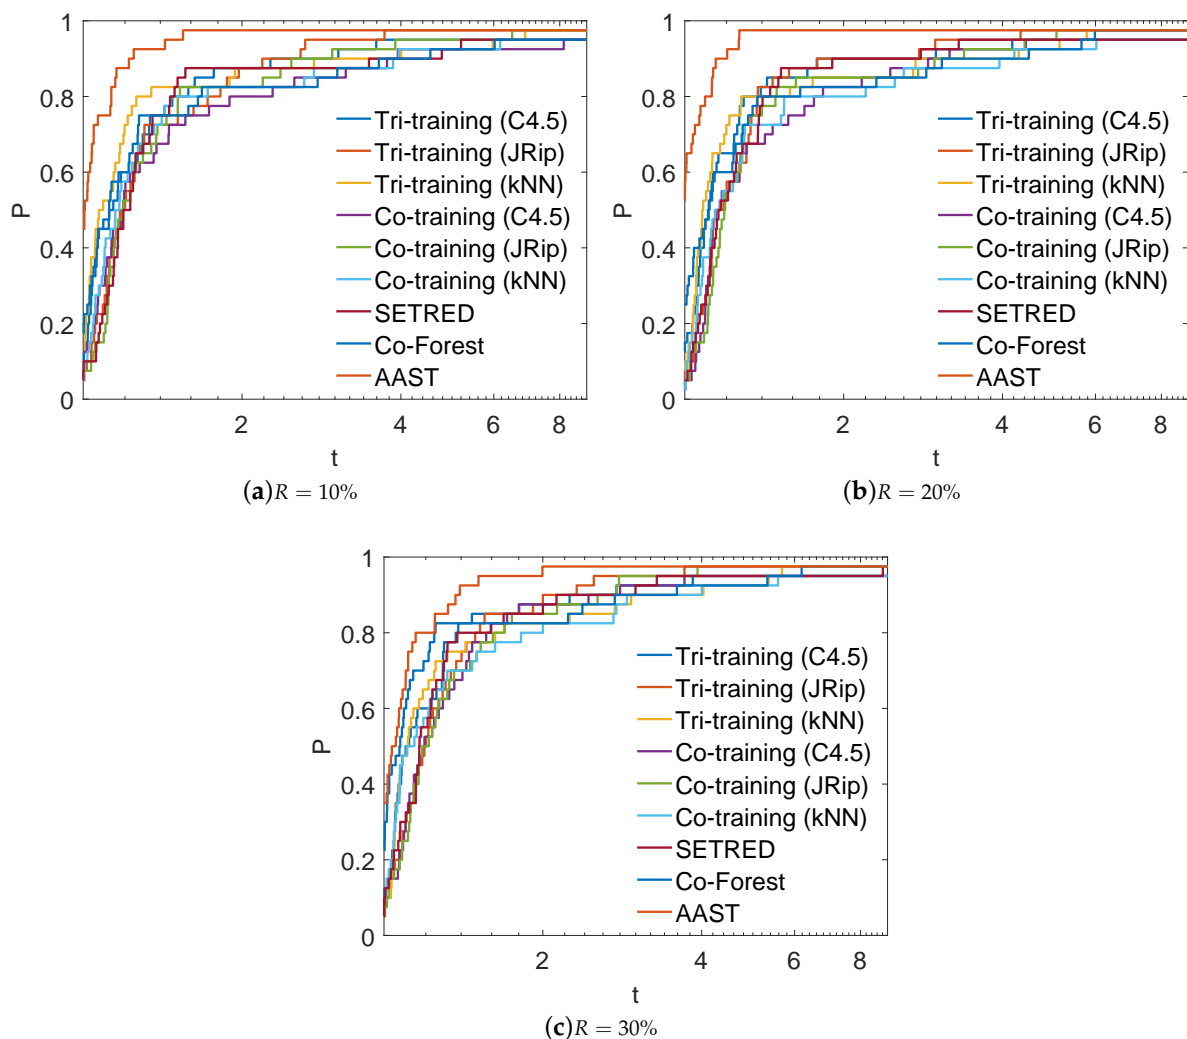 1
0.8
0.6
0.4
0.2
0
P
2
4
6
8
t
Tri-training (C4.5)
Tri-training (JRip)
Tri-training (kNN)
Co-training (C4.5)
Co-training (JRip)
Co-training (kNN)
SETRED
Co-Forest
AAST
(a)R = 10%
1
0.8
0.6
0.4
0.2
0
P
2
4
6
8
t
Tri-training (C4.5)
Tri-training (JRip)
Tri-training (kNN)
Co-training (C4.5)
Co-training (JRip)
Co-training (kNN)
SETRED
Co-Forest
AAST
(b)R = 20%
1
0.8
0.6
0.4
0.2
0
P
2
4
6
8
t
Tri-training (C4.5)
Tri-training (JRip)
Tri-training (kNN)
Co-training (C4.5)
Co-training (JRip)
Co-training (kNN)
SETRED
Co-Forest
AAST
(c)R = 30%